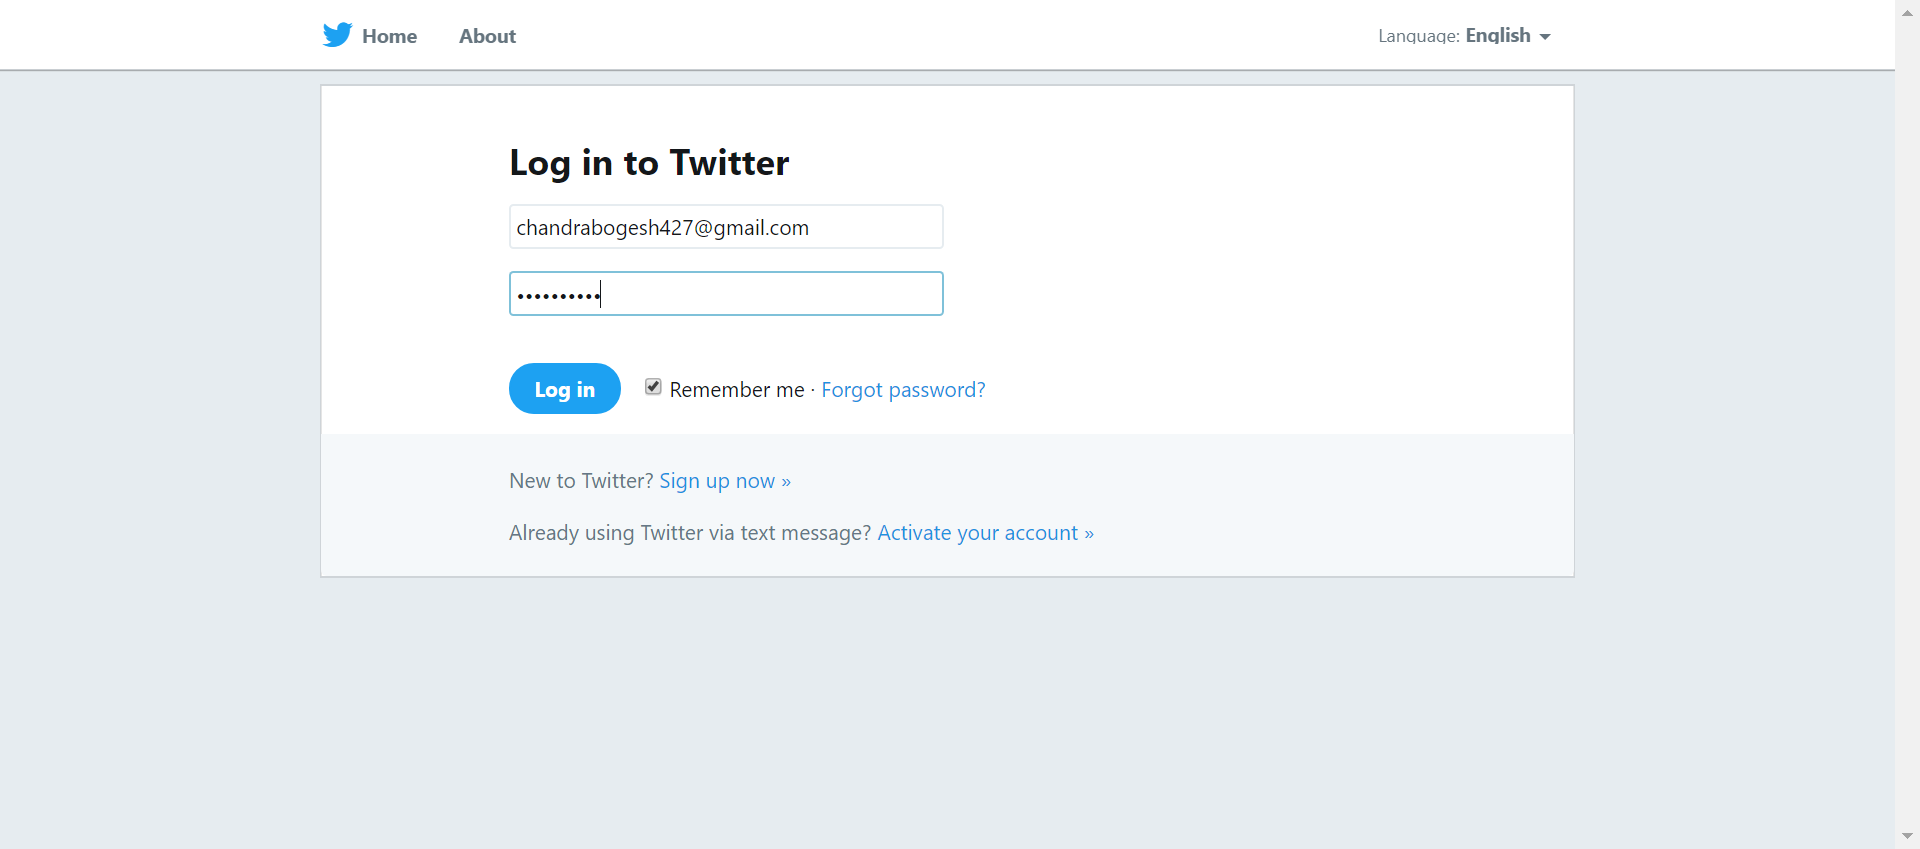 Home About Language: English
Log in to Twitter
chandrabogesh427@gmail.com
••••••••••
Log in Remember me · Forgot password?
New to Twitter? Sign up now »
Already using Twitter via text message? Activate your account »